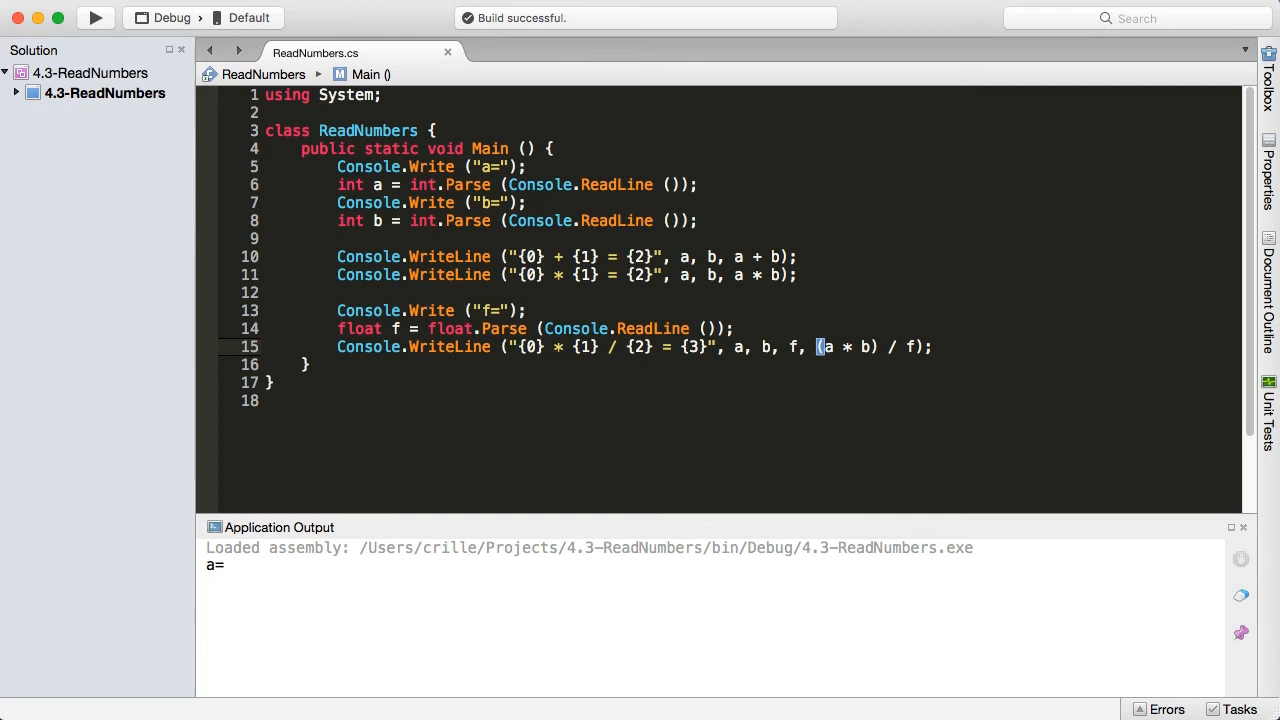 Debug › Default
Build successful.
Search
Solution
4.3-ReadNumbers
4.3-ReadNumbers
ReadNumbers.cs
ReadNumbers ▸ M Main ()
1 using System;
2
3 class ReadNumbers {
4 public static void Main () {
5 Console.Write ("a=");
6 int a = int.Parse (Console.ReadLine ());
7 Console.Write ("b=");
8 int b = int.Parse (Console.ReadLine ());
9
10 Console.WriteLine ("{0} + {1} = {2}", a, b, a + b);
11 Console.WriteLine ("{0} * {1} = {2}", a, b, a * b);
12
13 Console.Write ("f=");
14 float f = float.Parse (Console.ReadLine ());
15 Console.WriteLine ("{0} * {1} / {2} = {3}", a, b, f, (a * b) / f);
16 }
17 }
18
Toolbox
Properties
Document Outline
Unit Tests
Application Output
Loaded assembly: /Users/crille/Projects/4.3-ReadNumbers/bin/Debug/4.3-ReadNumbers.exe
a=
Errors
Tasks